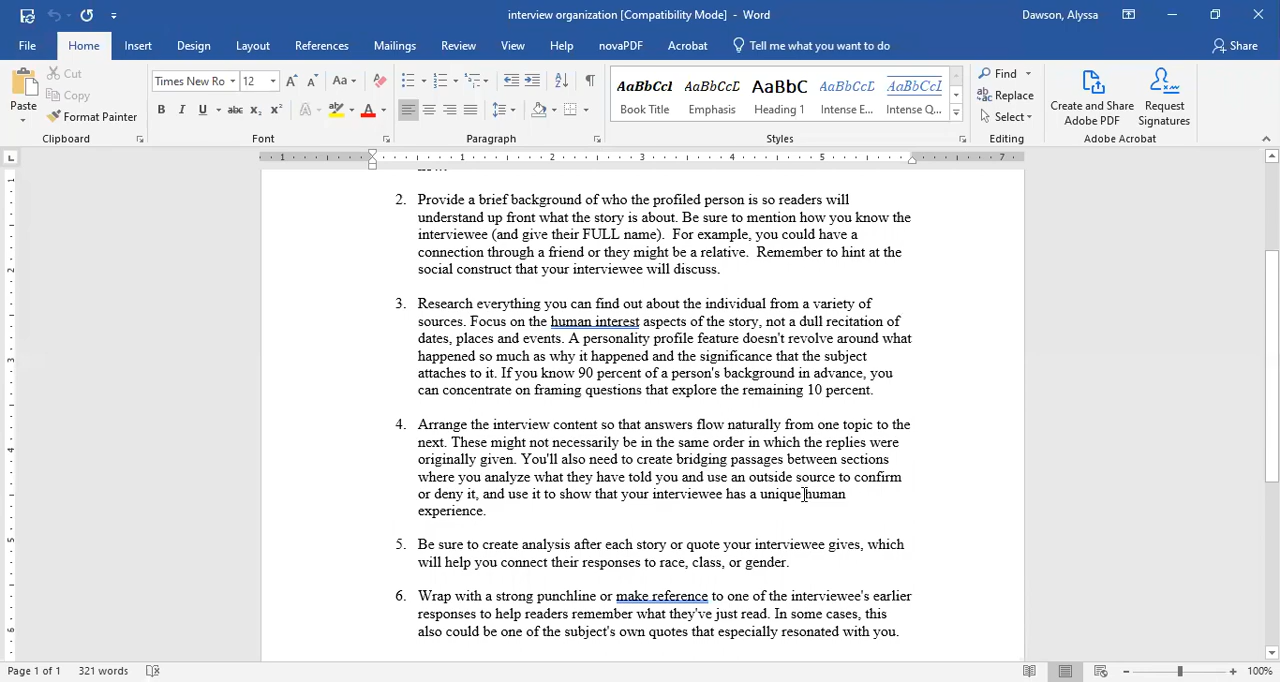 interview organization [Compatibility Mode] - Word
Dawson, Alyssa
File Home Insert Design Layout References Mailings Review View Help novaPDF Acrobat Tell me what you want to do Share
Paste
Cut
Copy
Format Painter
Clipboard
Times New Ro 12
Font
Paragraph
AaBbCcI AaBbCcD AaBbC AaBbCcD AaBbCcI
Book Title Emphasis Heading 1 Intense E... Intense Q...
Styles
Find
Replace
Select
Editing
Create and Share
Adobe PDF
Request
Signatures
Adobe Acrobat
1 1 2 3 4 5 7
2. Provide a brief background of who the profiled person is so readers will
understand up front what the story is about. Be sure to mention how you know the
interviewee (and give their FULL name). For example, you could have a
connection through a friend or they might be a relative. Remember to hint at the
social construct that your interviewee will discuss.
3. Research everything you can find out about the individual from a variety of
sources. Focus on the human interest aspects of the story, not a dull recitation of
dates, places and events. A personality profile feature doesn't revolve around what
happened so much as why it happened and the significance that the subject
attaches to it. If you know 90 percent of a person's background in advance, you
can concentrate on framing questions that explore the remaining 10 percent.
4. Arrange the interview content so that answers flow naturally from one topic to the
next. These might not necessarily be in the same order in which the replies were
originally given. You'll also need to create bridging passages between sections
where you analyze what they have told you and use an outside source to confirm
or deny it, and use it to show that your interviewee has a unique human
experience.
5. Be sure to create analysis after each story or quote your interviewee gives, which
will help you connect their responses to race, class, or gender.
6. Wrap with a strong punchline or make reference to one of the interviewee's earlier
responses to help readers remember what they've just read. In some cases, this
also could be one of the subject's own quotes that especially resonated with you.
Page 1 of 1 321 words
100%